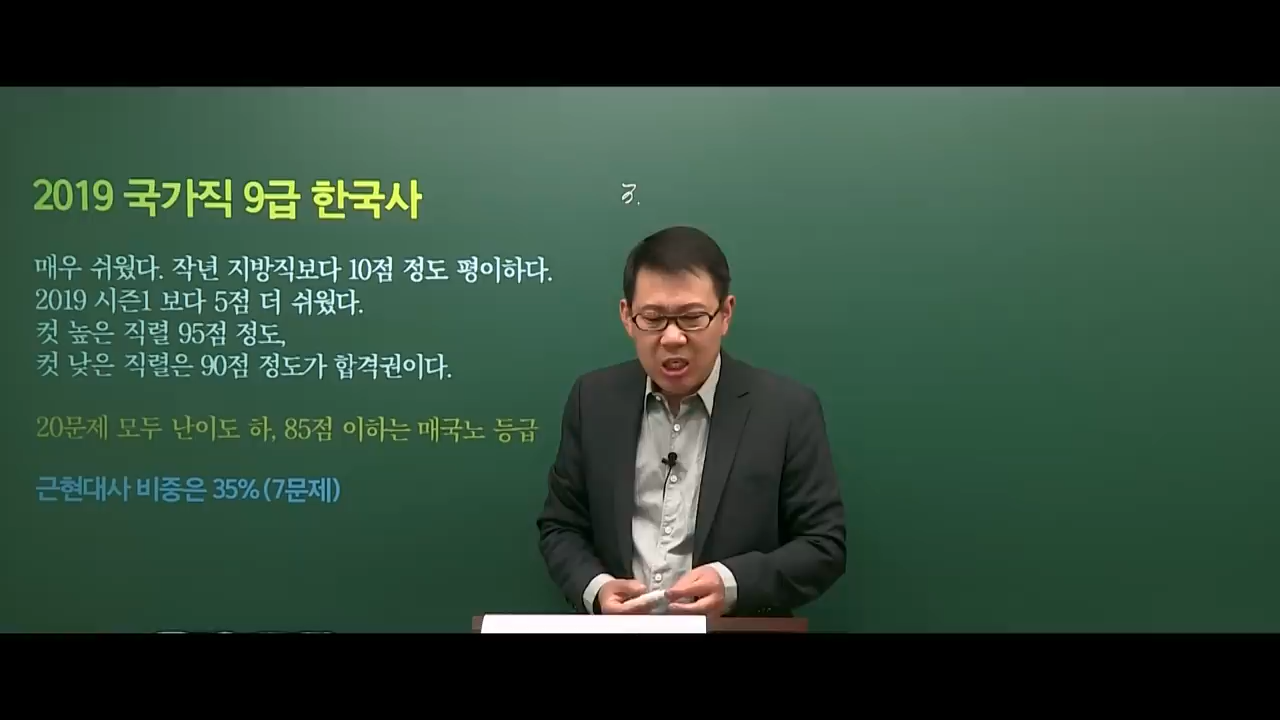 2019 국가직 9급 한국사
매우 쉬웠다. 작년 지방직보다 10점 정도 평이하다.
2019 시즌1 보다 5점 더 쉬웠다.
컷 높은 직렬 95점 정도,
컷 낮은 직렬은 90점 정도가 합격권이다.
20문제 모두 난이도 하, 85점 이하는 매국노 등급
근현대사 비중은 35% (7문제)